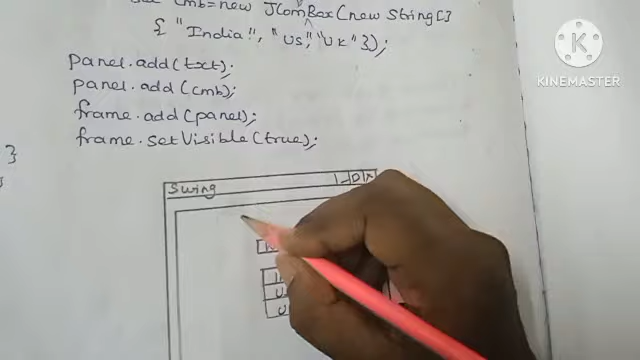 cmb=new JComBox(new String[]
{ "India", "US", "UK" });
panel.add(txt);
panel.add(cmb);
frame.add(panel);
frame.setVisible(true);
}
Swing
KINEMASTER